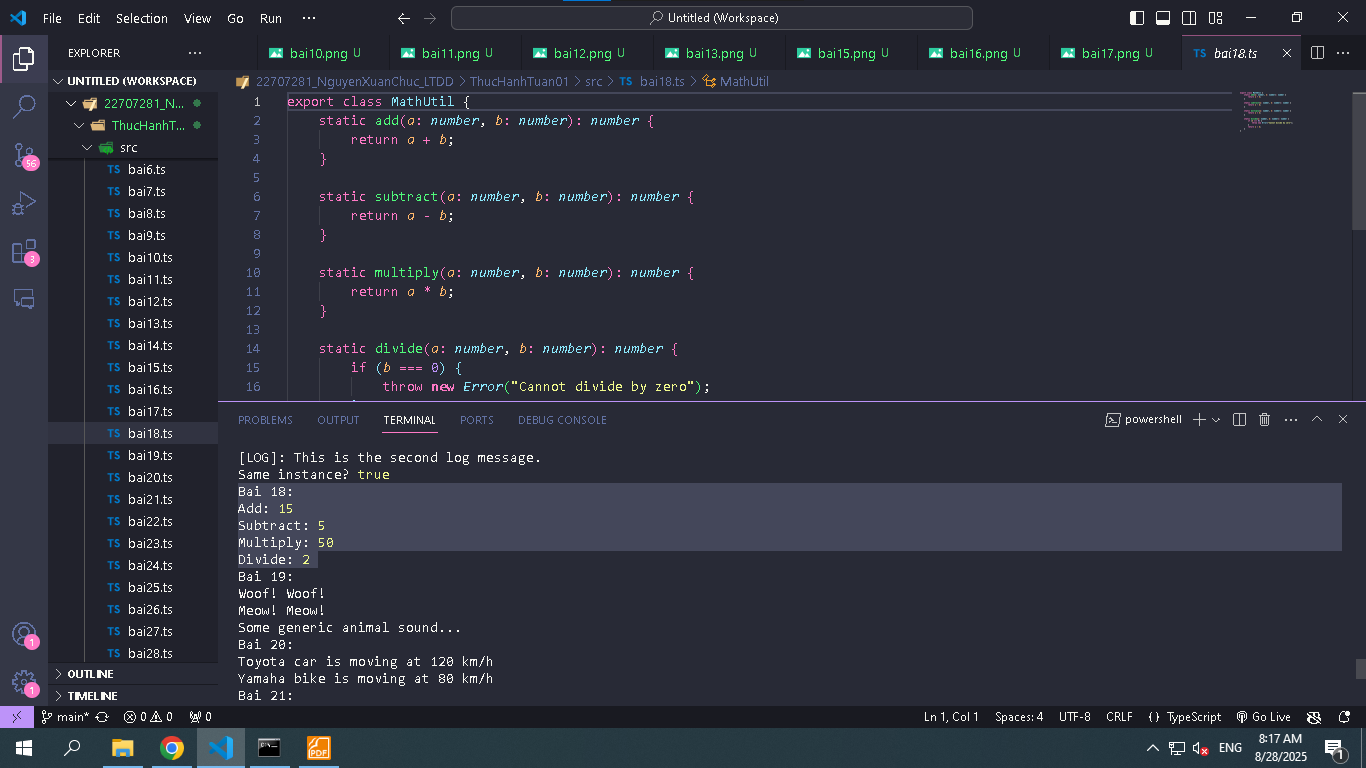 File Edit Selection View Go Run ··· Untitled (Workspace)
EXPLORER ···
bai10.png U bai11.png U bai12.png U bai13.png U bai15.png U bai16.png U bai17.png U TS bai18.ts
UNTITLED (WORKSPACE)
22707281_N...
ThucHanhT...
src
TS bai6.ts
TS bai7.ts
TS bai8.ts
TS bai9.ts
TS bai10.ts
TS bai11.ts
TS bai12.ts
TS bai13.ts
TS bai14.ts
TS bai15.ts
TS bai16.ts
TS bai17.ts
TS bai18.ts
TS bai19.ts
TS bai20.ts
TS bai21.ts
TS bai22.ts
TS bai23.ts
TS bai24.ts
TS bai25.ts
TS bai26.ts
TS bai27.ts
TS bai28.ts
OUTLINE
TIMELINE
56
3
1
1
22707281_NguyenXuanChuc_LTDD > ThucHanhTuan01 > src > TS bai18.ts > MathUtil
1 export class MathUtil {
2 static add(a: number, b: number): number {
3 return a + b;
4 }
5
6 static subtract(a: number, b: number): number {
7 return a - b;
8 }
9
10 static multiply(a: number, b: number): number {
11 return a * b;
12 }
13
14 static divide(a: number, b: number): number {
15 if (b === 0) {
16 throw new Error("Cannot divide by zero");
PROBLEMS OUTPUT TERMINAL PORTS DEBUG CONSOLE powershell
[LOG]: This is the second log message.
Same instance? true
Bai 18:
Add: 15
Subtract: 5
Multiply: 50
Divide: 2
Bai 19:
Woof! Woof!
Meow! Meow!
Some generic animal sound...
Bai 20:
Toyota car is moving at 120 km/h
Yamaha bike is moving at 80 km/h
Bai 21:
main* 0 0 0 Ln 1, Col 1 Spaces: 4 UTF-8 CRLF {} TypeScript Go Live
PDF ENG 8:17 AM
8/28/2025 1